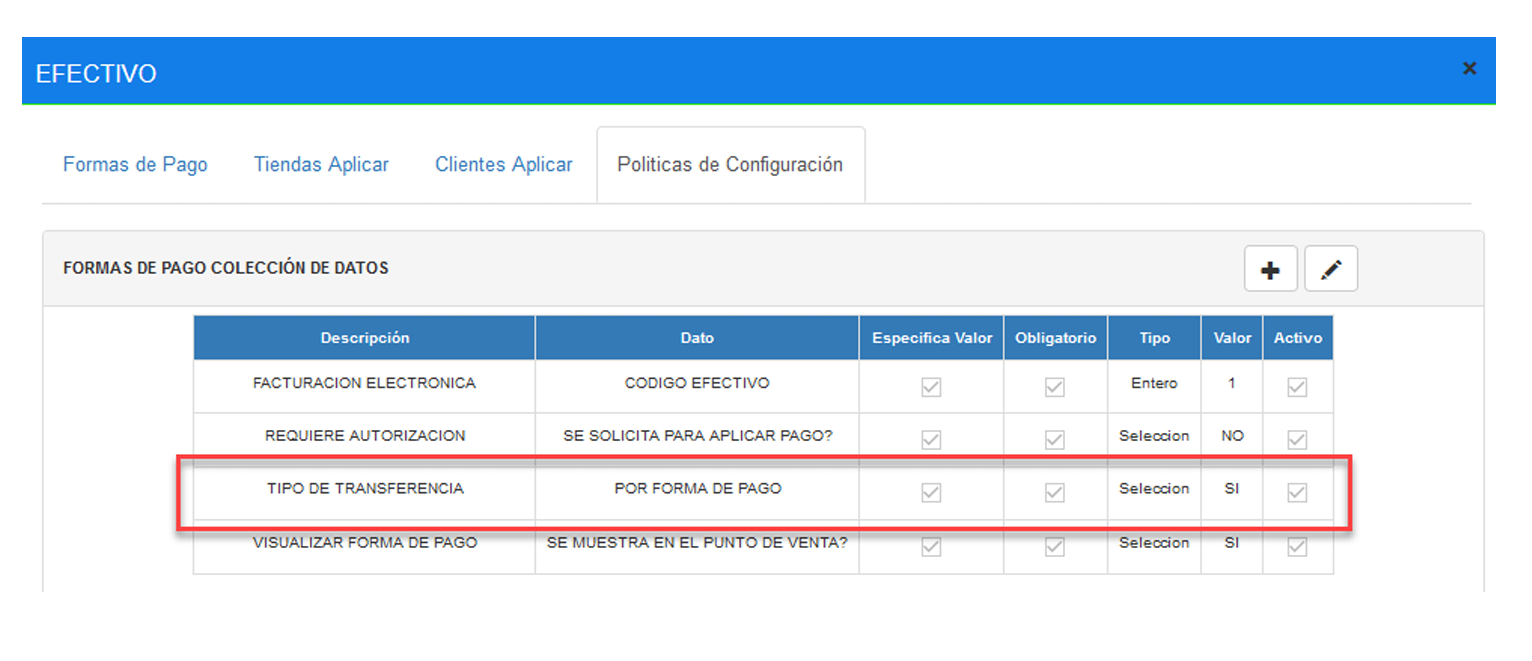 EFECTIVO
Formas de Pago Tiendas Aplicar Clientes Aplicar Politicas de Configuración
FORMAS DE PAGO COLECCIÓN DE DATOS
Descripción Dato Especifica Valor Obligatorio Tipo Valor Activo
FACTURACION ELECTRONICA CODIGO EFECTIVO Entero 1
REQUIERE AUTORIZACION SE SOLICITA PARA APLICAR PAGO? Seleccion NO
TIPO DE TRANSFERENCIA POR FORMA DE PAGO Seleccion SI
VISUALIZAR FORMA DE PAGO SE MUESTRA EN EL PUNTO DE VENTA? Seleccion SI